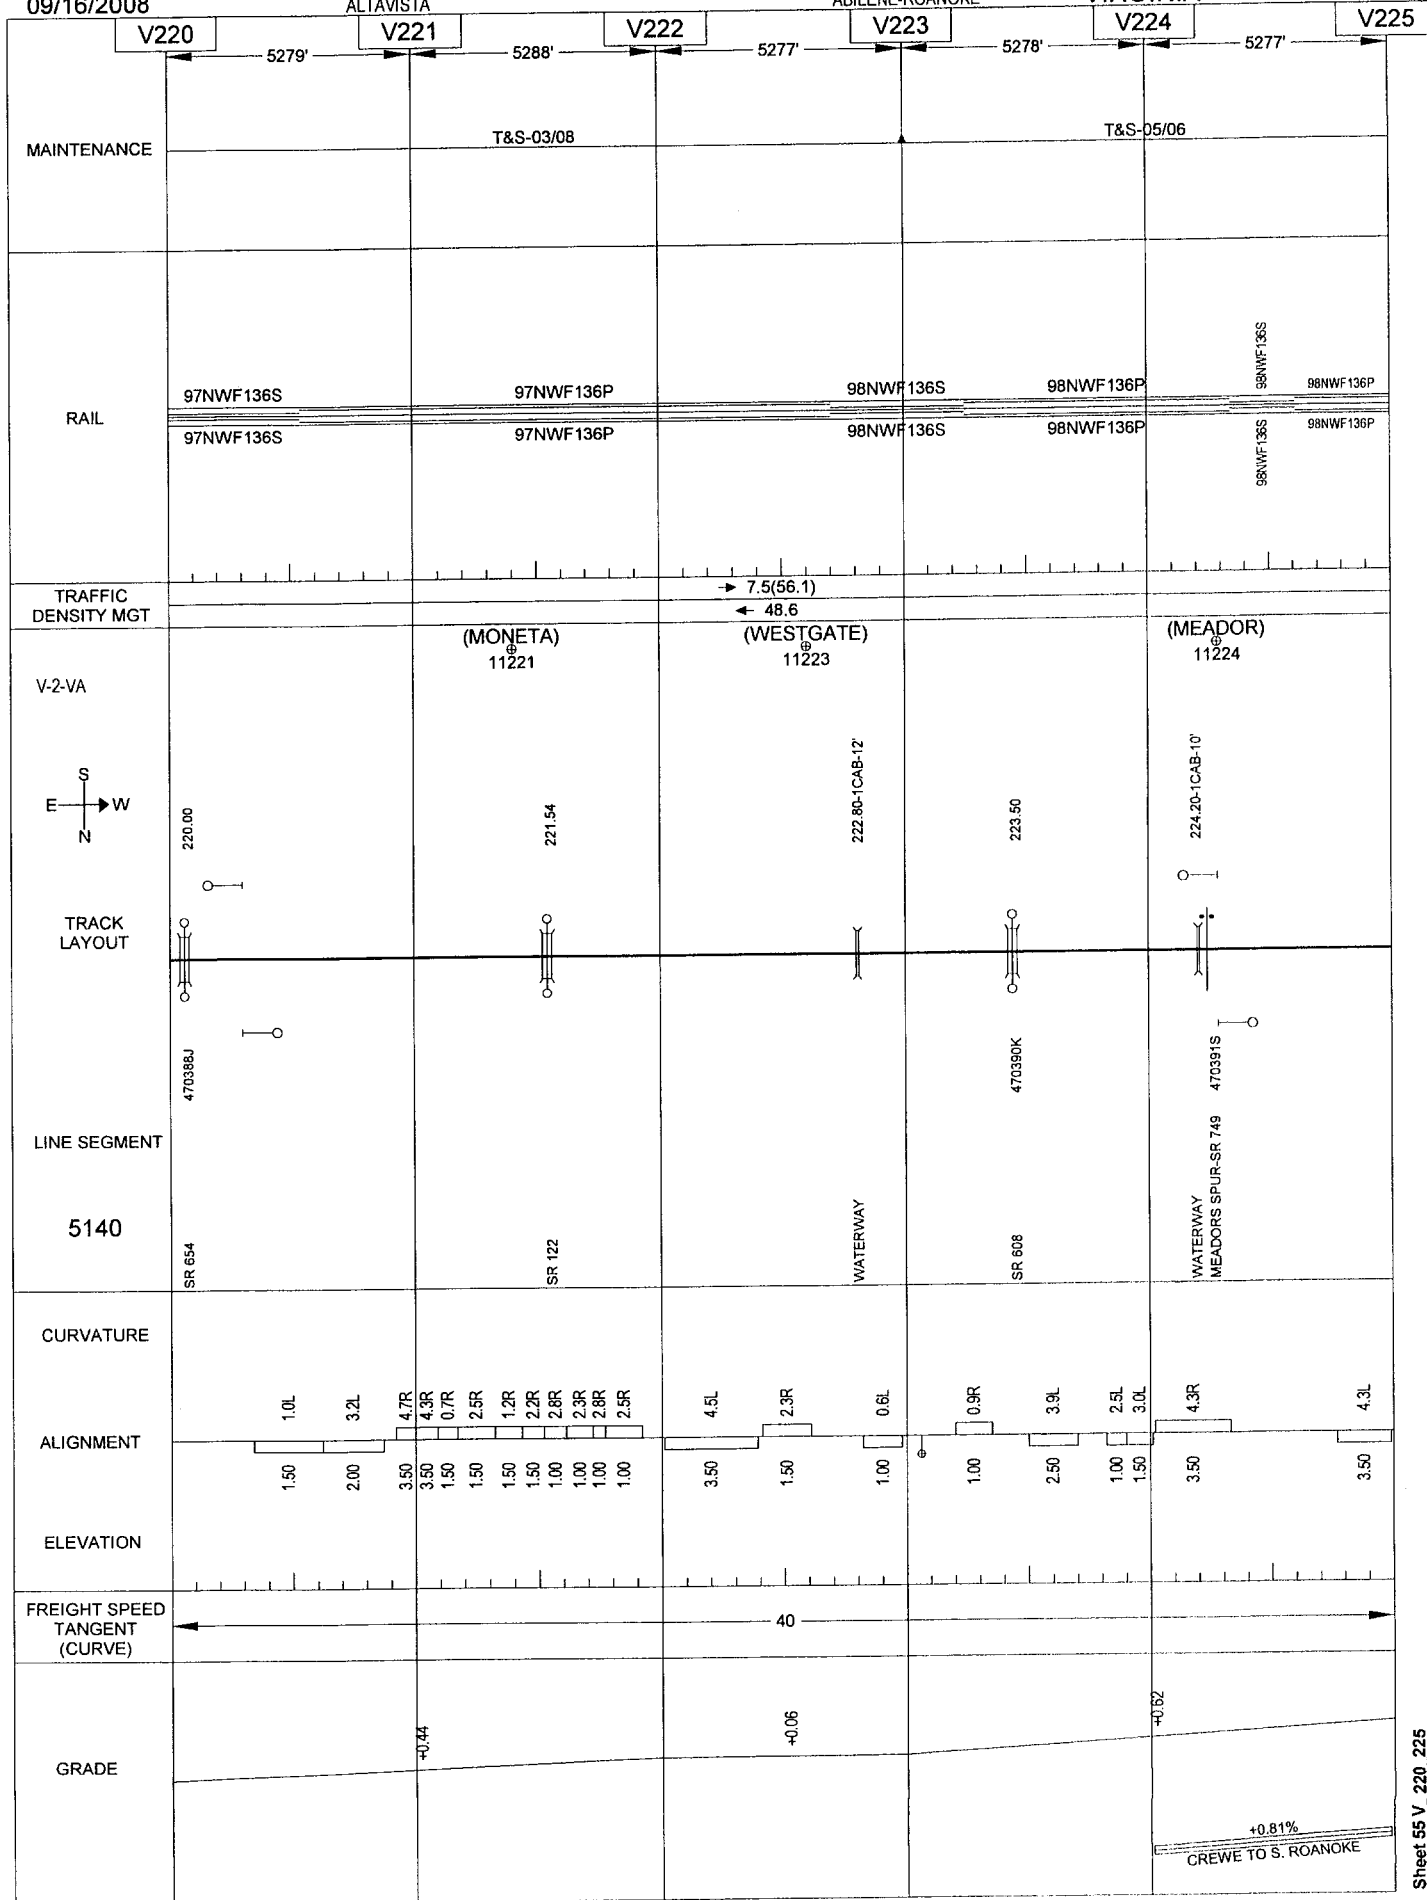 09/16/2008
ALTAVISTA
ABILENE-ROANOKE
V220
V221
V222
V223
V224
V225
5279'
5288'
5277'
5278'
5277'
MAINTENANCE
T&S-03/08
T&S-05/06
RAIL
97NWF136S
97NWF136P
98NWF136S
98NWF136P
98NWF136S
98NWF136P
97NWF136S
97NWF136P
98NWF136S
98NWF136P
98NWF136S
98NWF136P
TRAFFIC
DENSITY MGT
7.5(56.1)
48.6
(MONETA)
11221
(WESTGATE)
11223
(MEADOR)
11224
V-2-VA
S
E W
N
220.00
221.54
222.80-1CAB-12'
223.50
224.20-1CAB-10'
TRACK
LAYOUT
470388J
470390K
470391S
LINE SEGMENT
5140
SR 654
SR 122
WATERWAY
SR 608
WATERWAY
MEADORS SPUR-SR 749
CURVATURE
1.0L
3.2L
4.7R
4.3R
0.7R
2.5R
1.2R
2.2R
2.8R
2.3R
2.8R
2.5R
4.5L
2.3R
0.6L
0.9R
3.9L
2.5L
3.0L
4.3R
4.3L
ALIGNMENT
1.50
2.00
3.50
3.50
1.50
1.50
1.50
1.50
1.00
1.00
1.00
1.00
3.50
1.50
1.00
1.00
2.50
1.00
1.50
3.50
3.50
ELEVATION
FREIGHT SPEED
TANGENT
(CURVE)
40
GRADE
+0.44
+0.06
+0.62
+0.81%
CREWE TO S. ROANOKE
Sheet 55 V_220_225